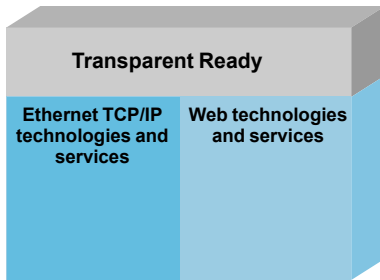 Transparent Ready
Ethernet TCP/IP
technologies and
services
Web technologies
and services